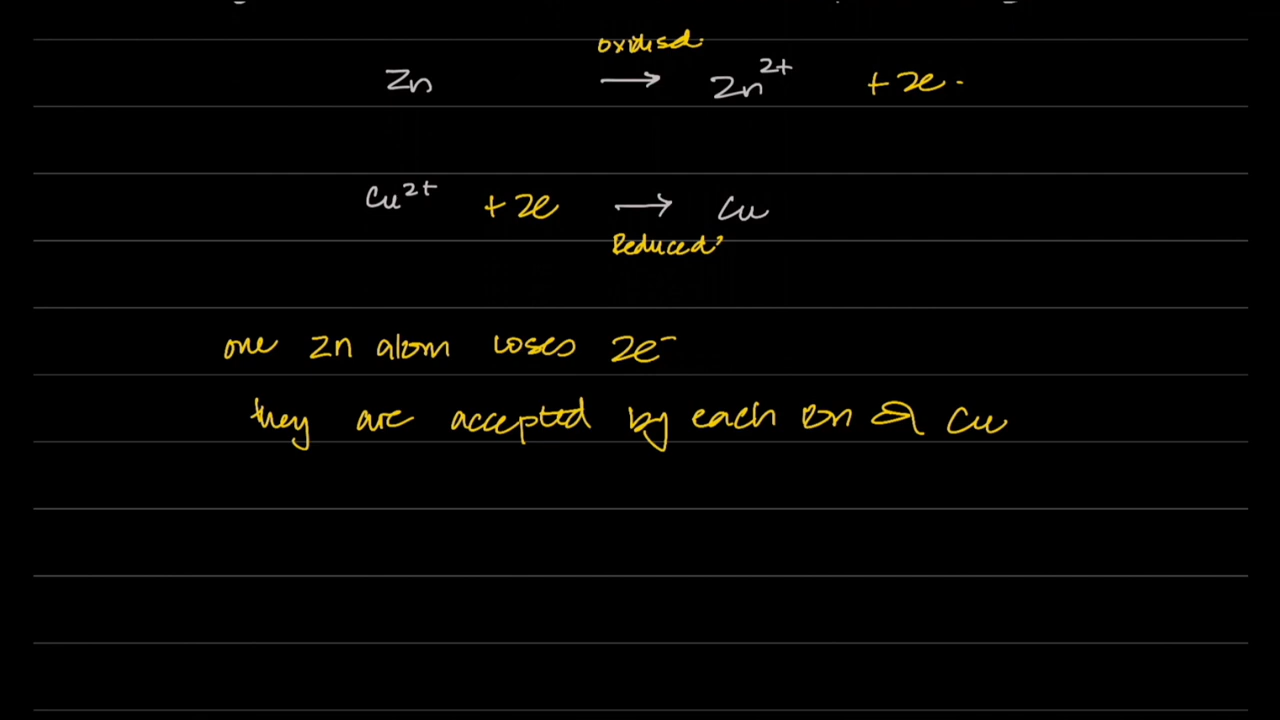 oxidised
Zn → Zn²⁺ + 2e-
Cu²⁺ + 2e → Cu
Reduced
one Zn atom loses 2e⁻
they are accepted by each ion of Cu